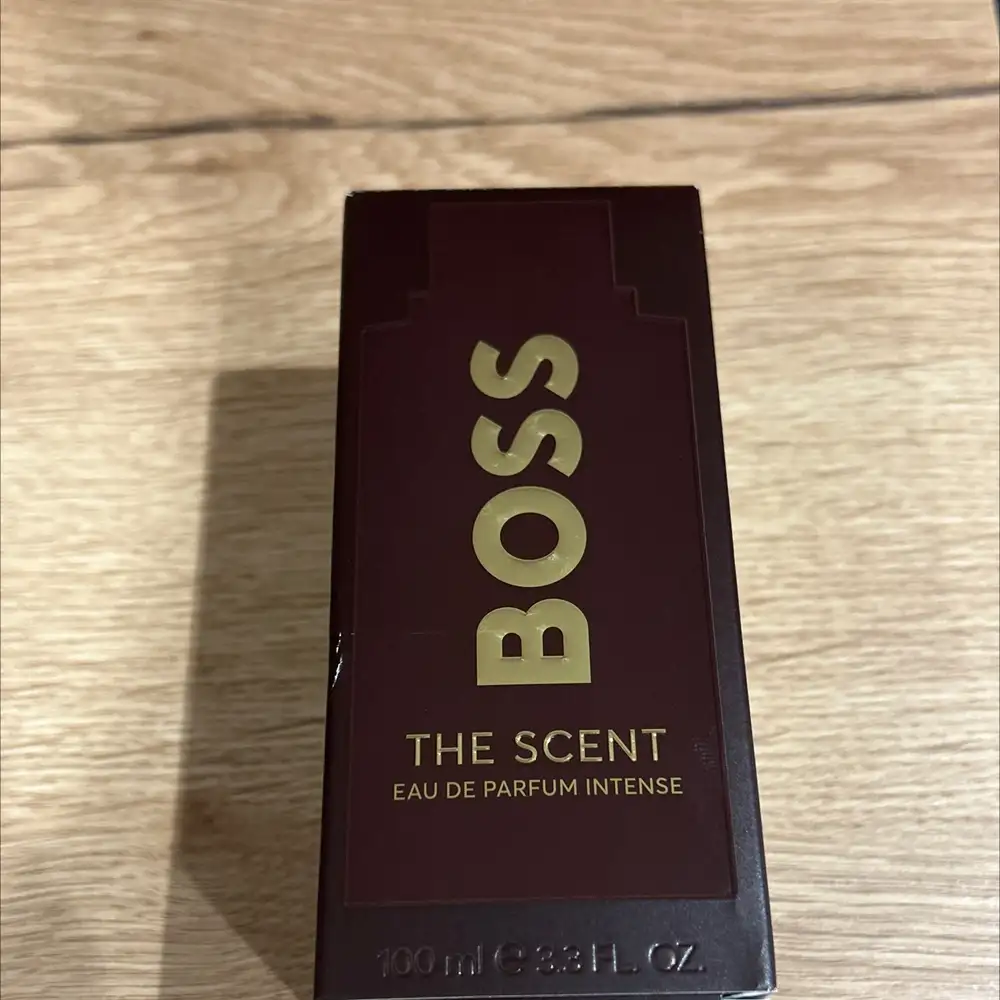 BOSS
THE SCENT
EAU DE PARFUM INTENSE
100 ml ℮ 3.3 FL. OZ.